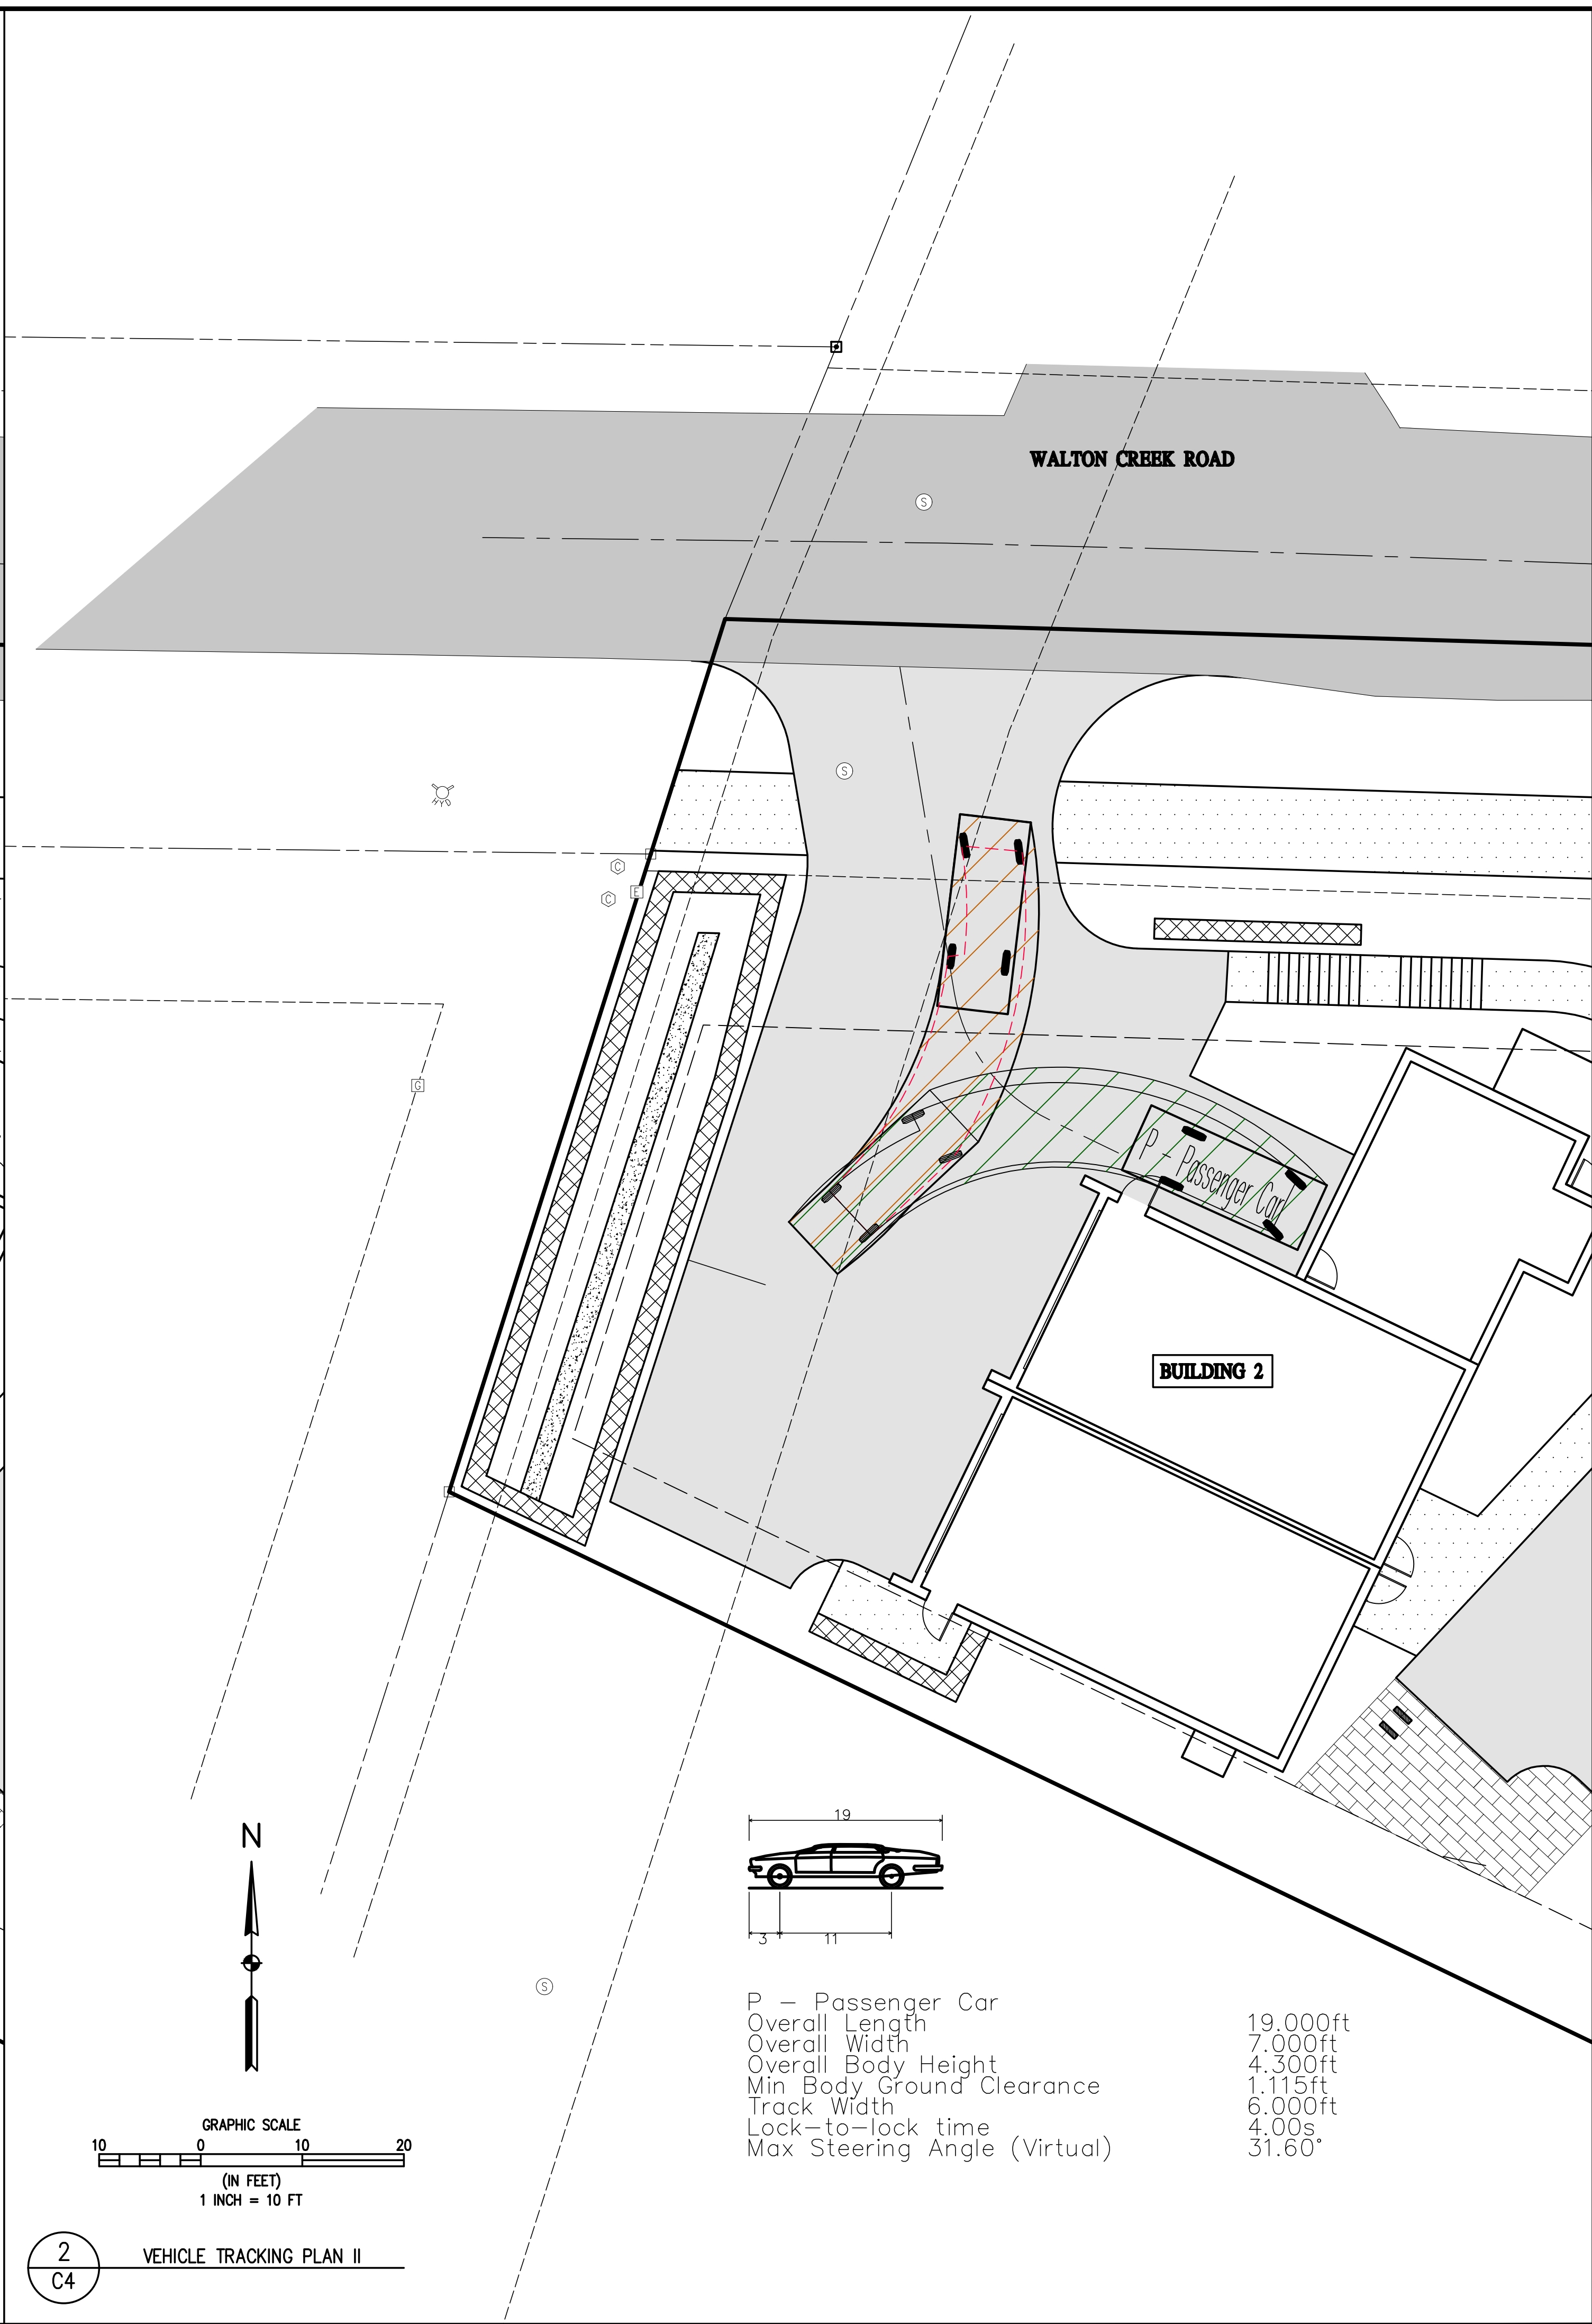 WALTON CREEK ROAD
S
S
C
E
C
G
P - Passenger Car
BUILDING 2
19
3
11
N
S
P - Passenger Car
Overall Length 19.000ft
Overall Width 7.000ft
Overall Body Height 4.300ft
Min Body Ground Clearance 1.115ft
Track Width 6.000ft
Lock-to-lock time 4.00s
Max Steering Angle (Virtual) 31.60°
GRAPHIC SCALE
10 0 10 20
(IN FEET)
1 INCH = 10 FT
2
C4
VEHICLE TRACKING PLAN II